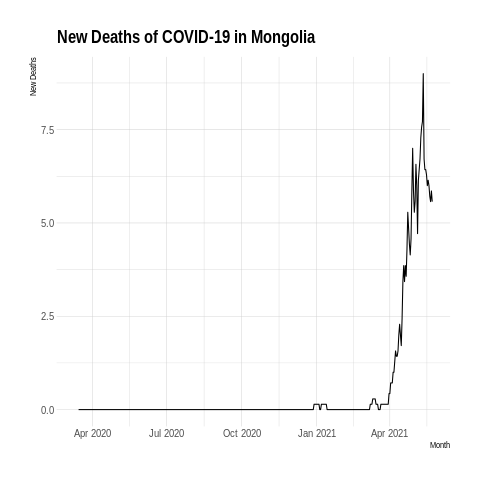 New Deaths of COVID-19 in Mongolia
New Deaths
7.5
5.0
2.5
0.0
Apr 2020 Jul 2020 Oct 2020 Jan 2021 Apr 2021
Month